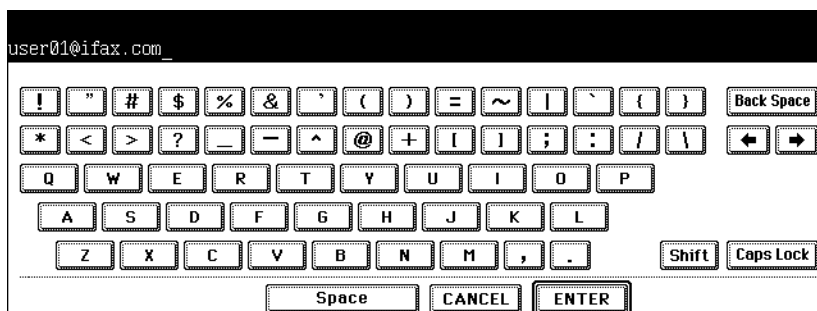 user01@ifax.com_
! " # $ % & ' ( ) = ~ | ` { } Back Space
* < > ? _ - ^ @ + [ ] ; : / \ 
Q W E R T Y U I O P
A S D F G H J K L
Z X C V B N M , . Shift Caps Lock
Space CANCEL ENTER